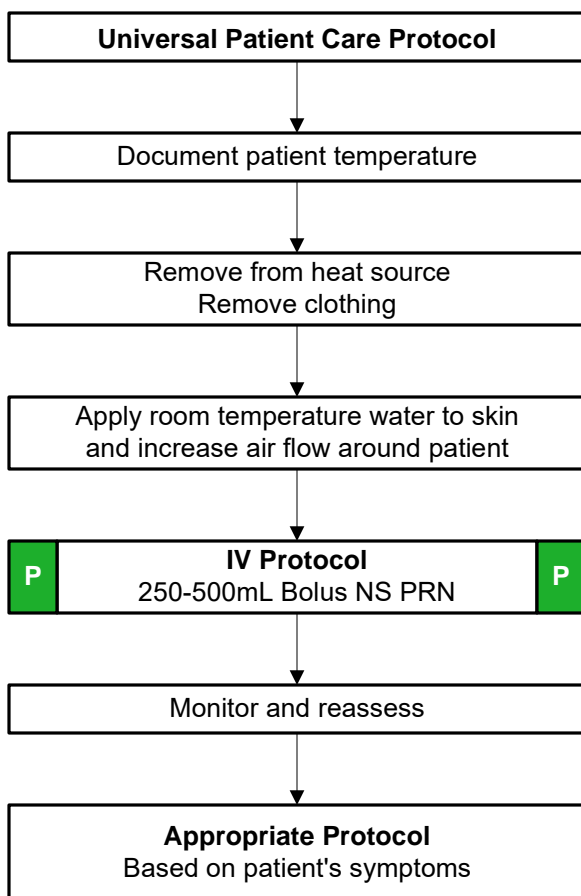 Universal Patient Care Protocol
Document patient temperature
Remove from heat source
Remove clothing
Apply room temperature water to skin
and increase air flow around patient
P
IV Protocol
250-500mL Bolus NS PRN
P
Monitor and reassess
Appropriate Protocol
Based on patient's symptoms